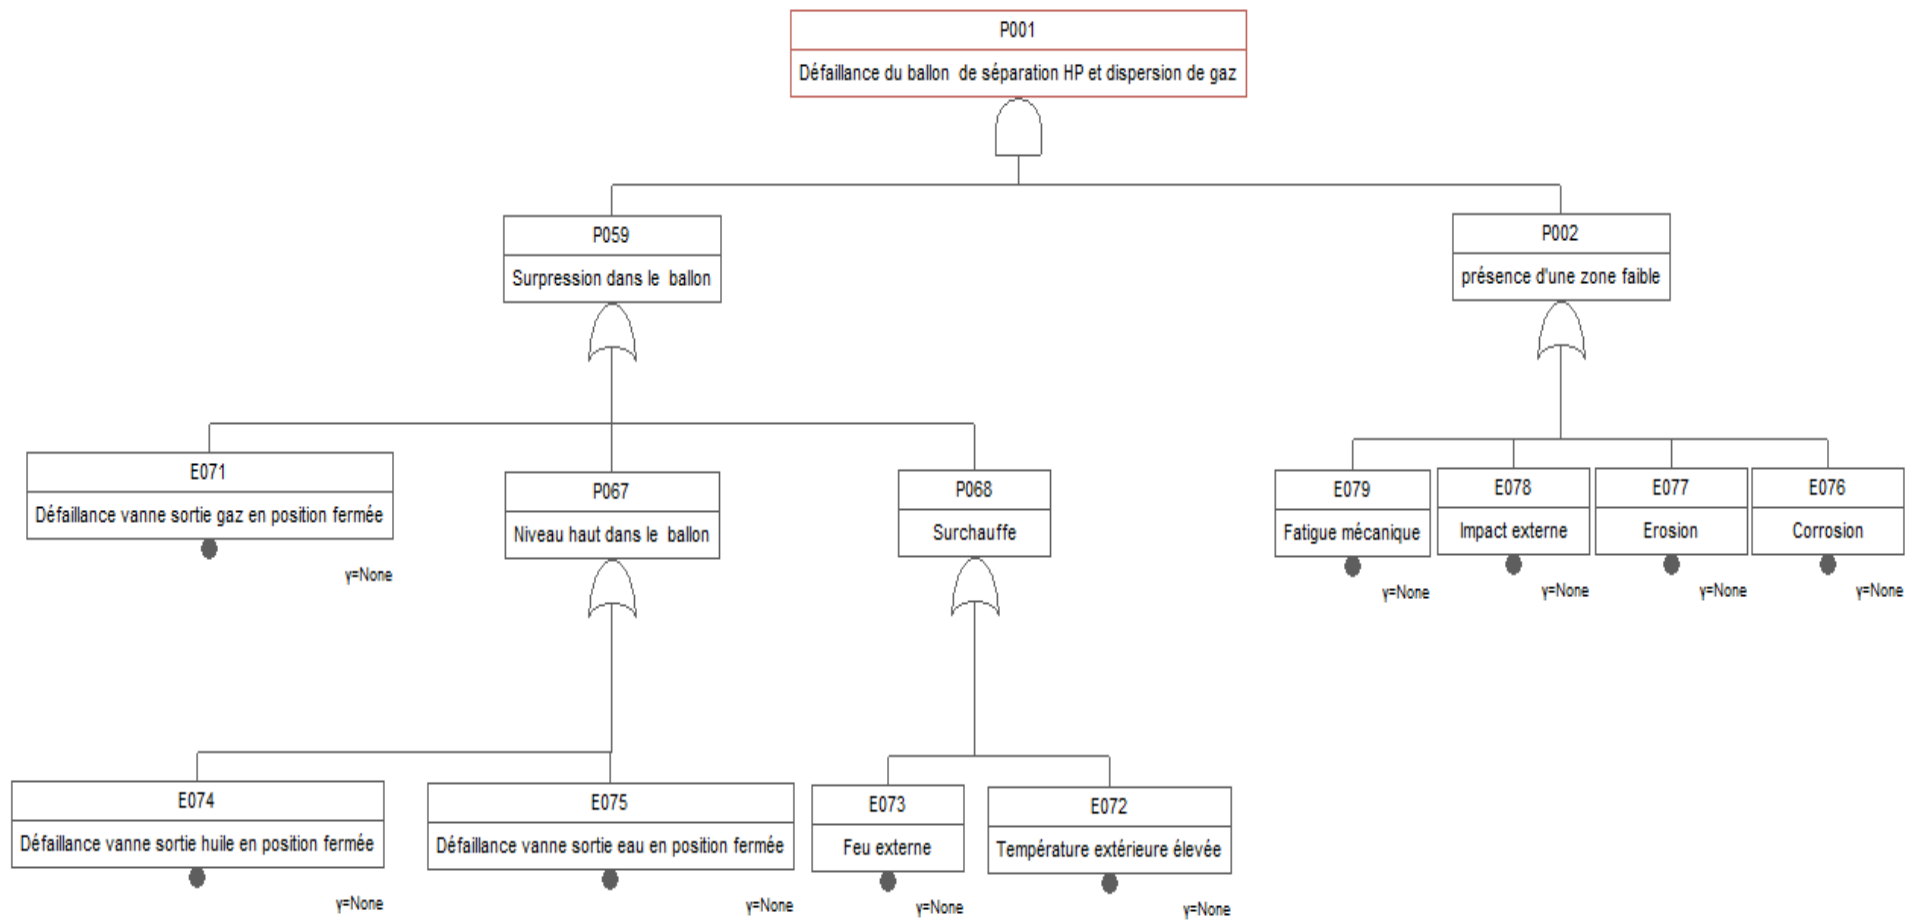 P001
Défaillance du ballon de séparation HP et dispersion de gaz
P059
Surpression dans le ballon
P002
présence d'une zone faible
E071
Défaillance vanne sortie gaz en position fermée
γ=None
P067
Niveau haut dans le ballon
P068
Surchauffe
E079
Fatigue mécanique
γ=None
E078
Impact externe
γ=None
E077
Erosion
γ=None
E076
Corrosion
γ=None
E074
Défaillance vanne sortie huile en position fermée
γ=None
E075
Défaillance vanne sortie eau en position fermée
γ=None
E073
Feu externe
γ=None
E072
Température extérieure élevée
γ=None